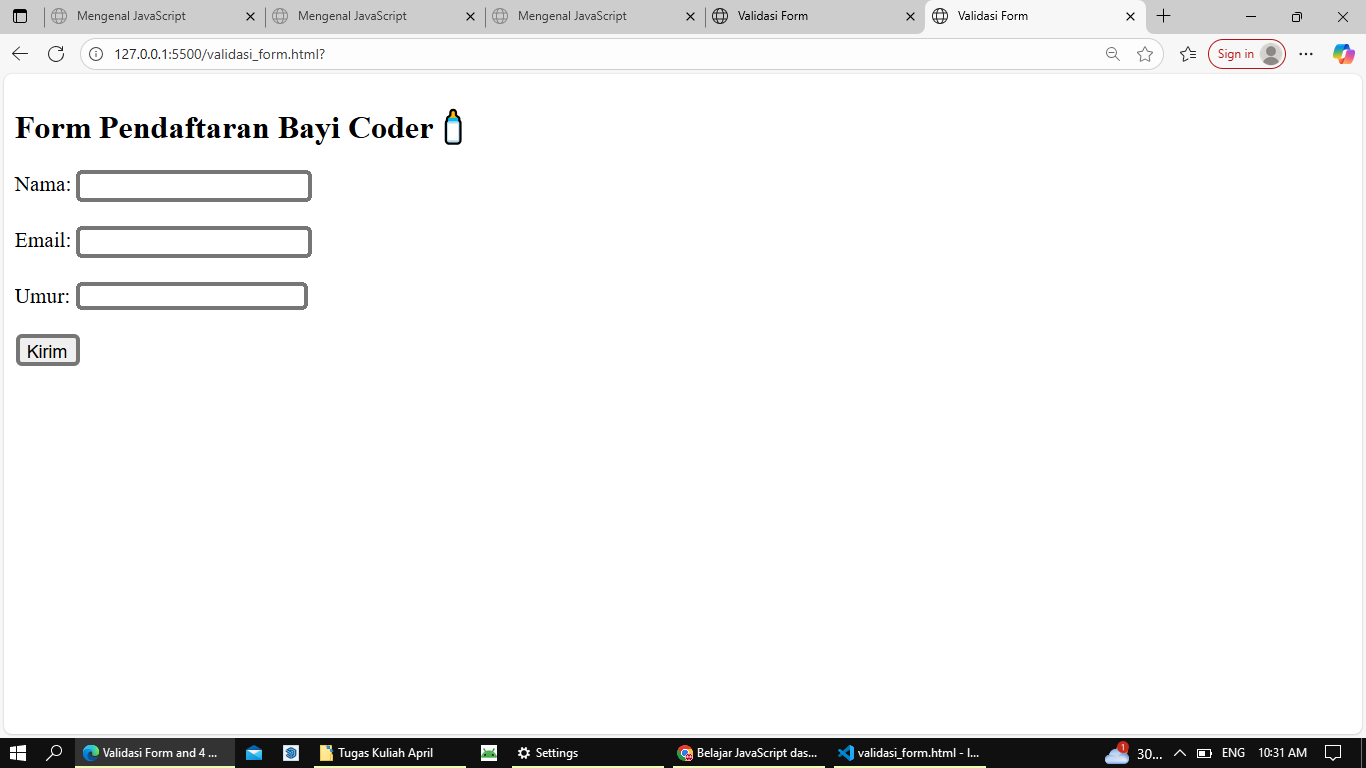 Mengenal JavaScript
Mengenal JavaScript
Mengenal JavaScript
Validasi Form
Validasi Form
127.0.0.1:5500/validasi_form.html?
Sign in
Form Pendaftaran Bayi Coder
Nama:
Email:
Umur:
Kirim
Validasi Form and 4 ...
Tugas Kuliah April
Settings
Belajar JavaScript das...
validasi_form.html - I...
1
30...
ENG
10:31 AM